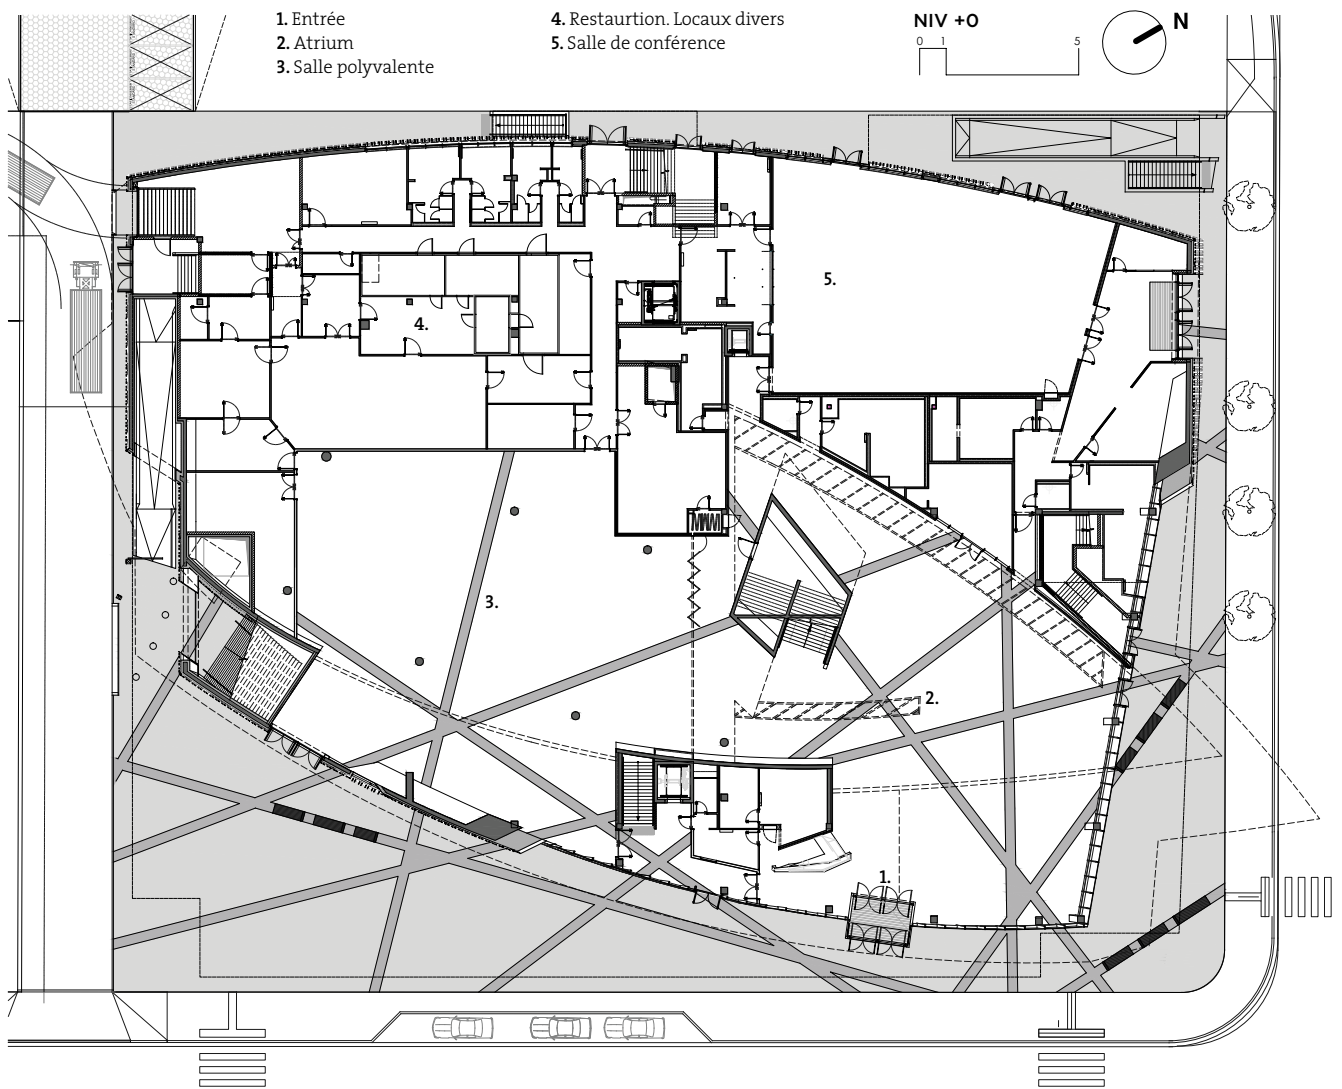 1. Entrée
2. Atrium
3. Salle polyvalente
4. Restaurtion. Locaux divers
5. Salle de conférence
NIV +0
0 1 5
N
5.
4.
3.
2.
1.